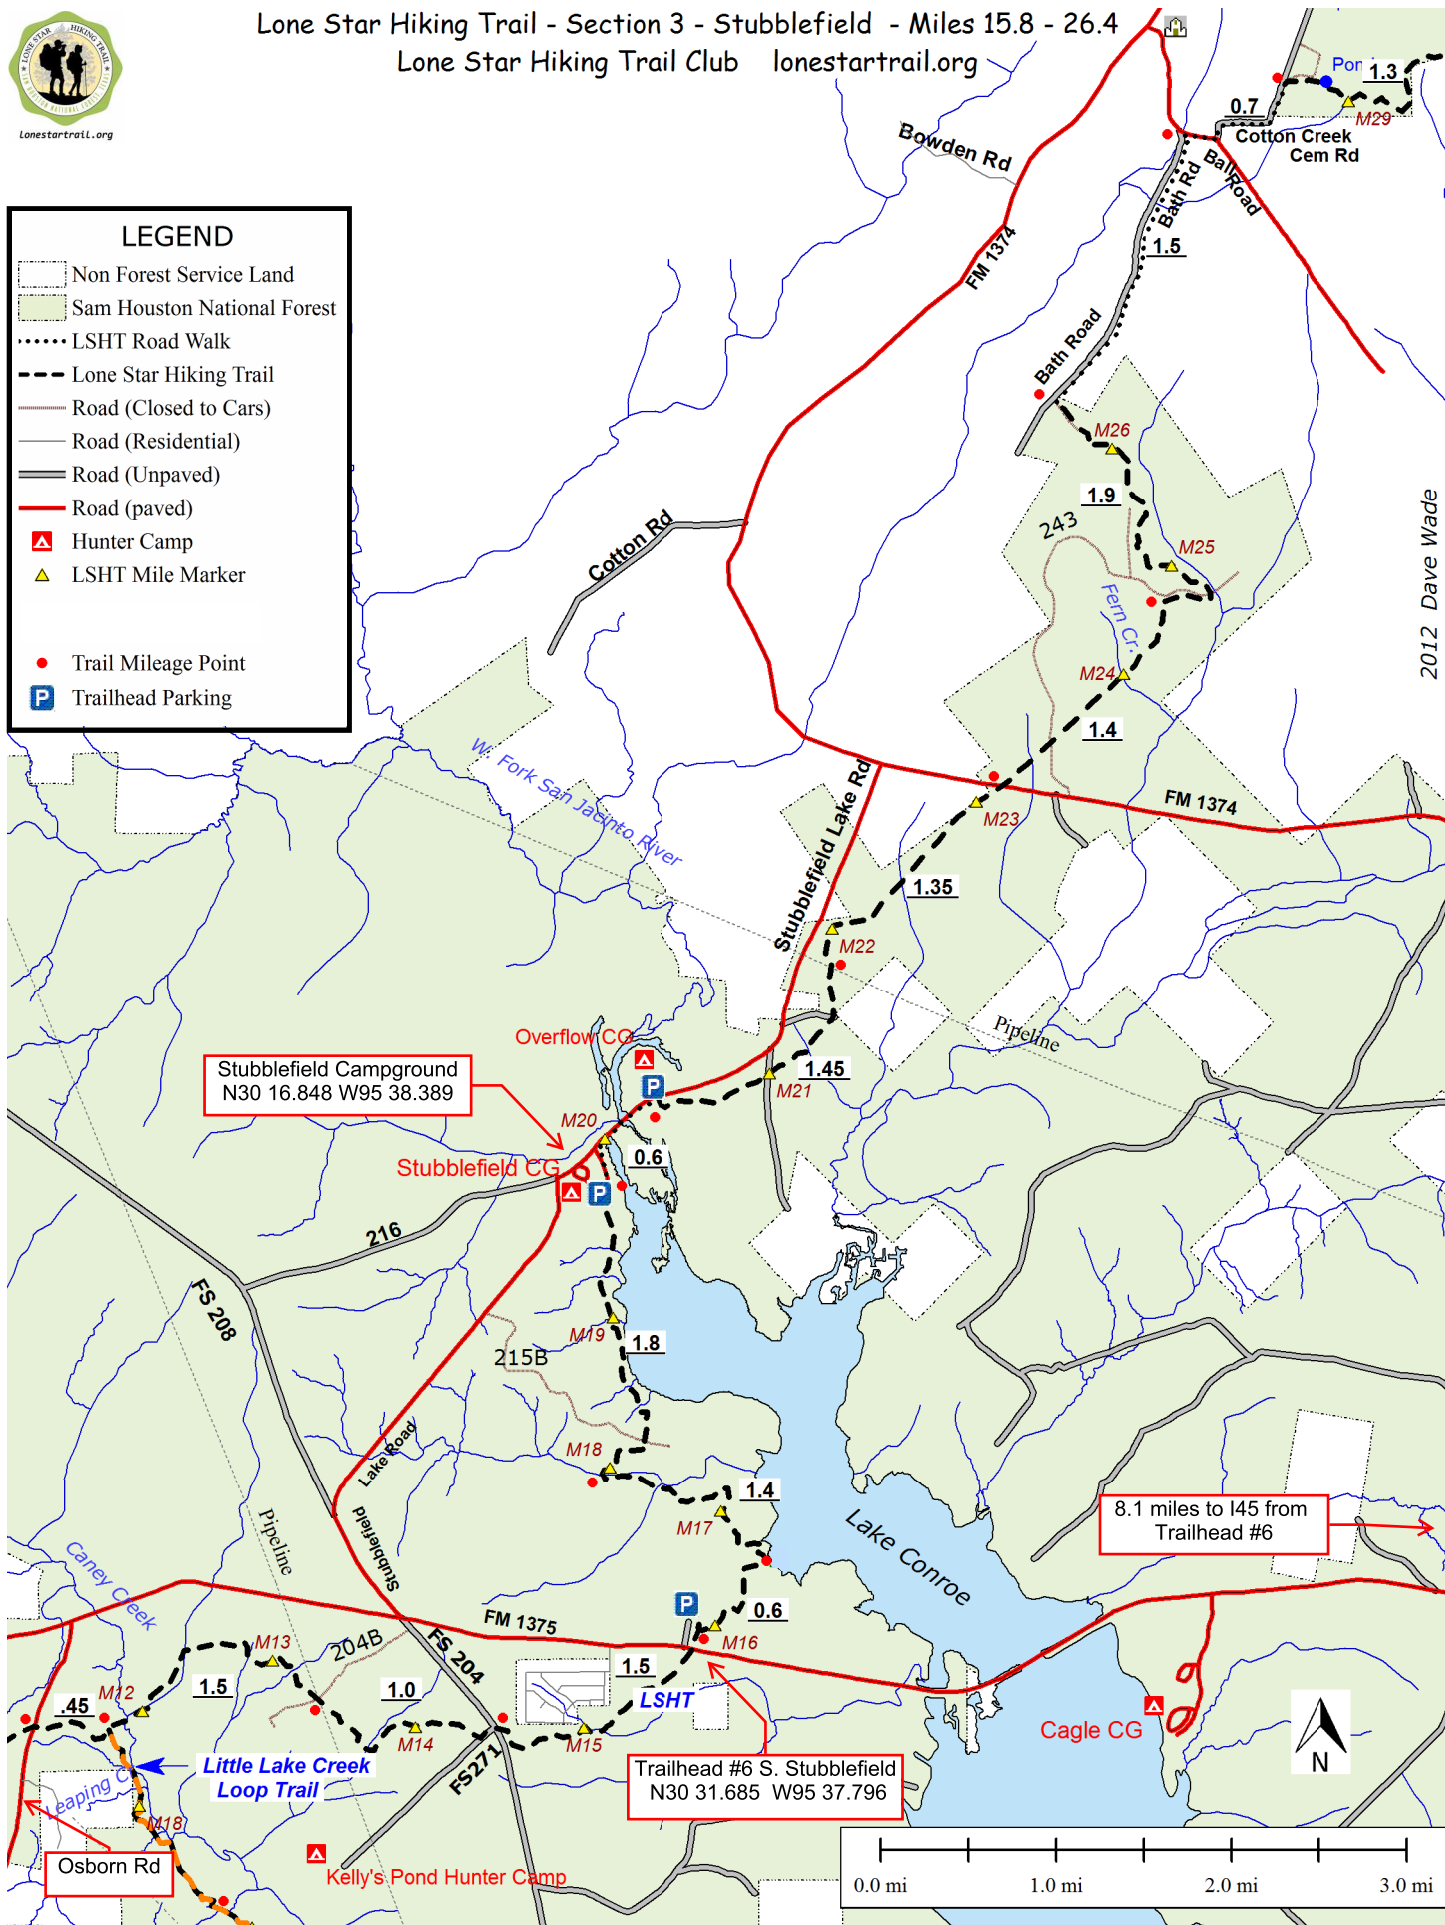 Lone Star Hiking Trail - Section 3 - Stubblefield - Miles 15.8 - 26.4
Lone Star Hiking Trail Club lonestartrail.org
LONE STAR HIKING TRAIL
lonestartrail.org
LEGEND
Non Forest Service Land
Sam Houston National Forest
LSHT Road Walk
Lone Star Hiking Trail
Road (Closed to Cars)
Road (Residential)
Road (Unpaved)
Road (paved)
Hunter Camp
LSHT Mile Marker
Trail Mileage Point
P Trailhead Parking
1.3
M29
0.7
Cotton Creek
Cem Rd
Bowden Rd
Ball
Road
Bath Rd
1.5
FM 1374
Bath Road
M26
1.9
243
M25
Cotton Rd
Fern Cr.
M24
1.4
2012 Dave Wade
W. Fork San Jacinto River
Stubblefield Lake Rd
FM 1374
M23
1.35
M22
Pipeline
Overflow CG
Stubblefield Campground
N30 16.848 W95 38.389
P
1.45
M21
M20
0.6
Stubblefield CG
P
216
FS 208
M19
1.8
215B
Lake Road
M18
1.4
M17
Stubblefield
Pipeline
Lake Conroe
8.1 miles to I45 from
Trailhead #6
Caney Creek
P
0.6
FM 1375
M16
M13
204B
FS 204
1.5
1.5
1.0
LSHT
M12
.45
M14
M15
Cagle CG
N
Little Lake Creek
Loop Trail
FS271
Trailhead #6 S. Stubblefield
N30 31.685 W95 37.796
Leaping
M18
Osborn Rd
Kelly's Pond Hunter Camp
0.0 mi 1.0 mi 2.0 mi 3.0 mi